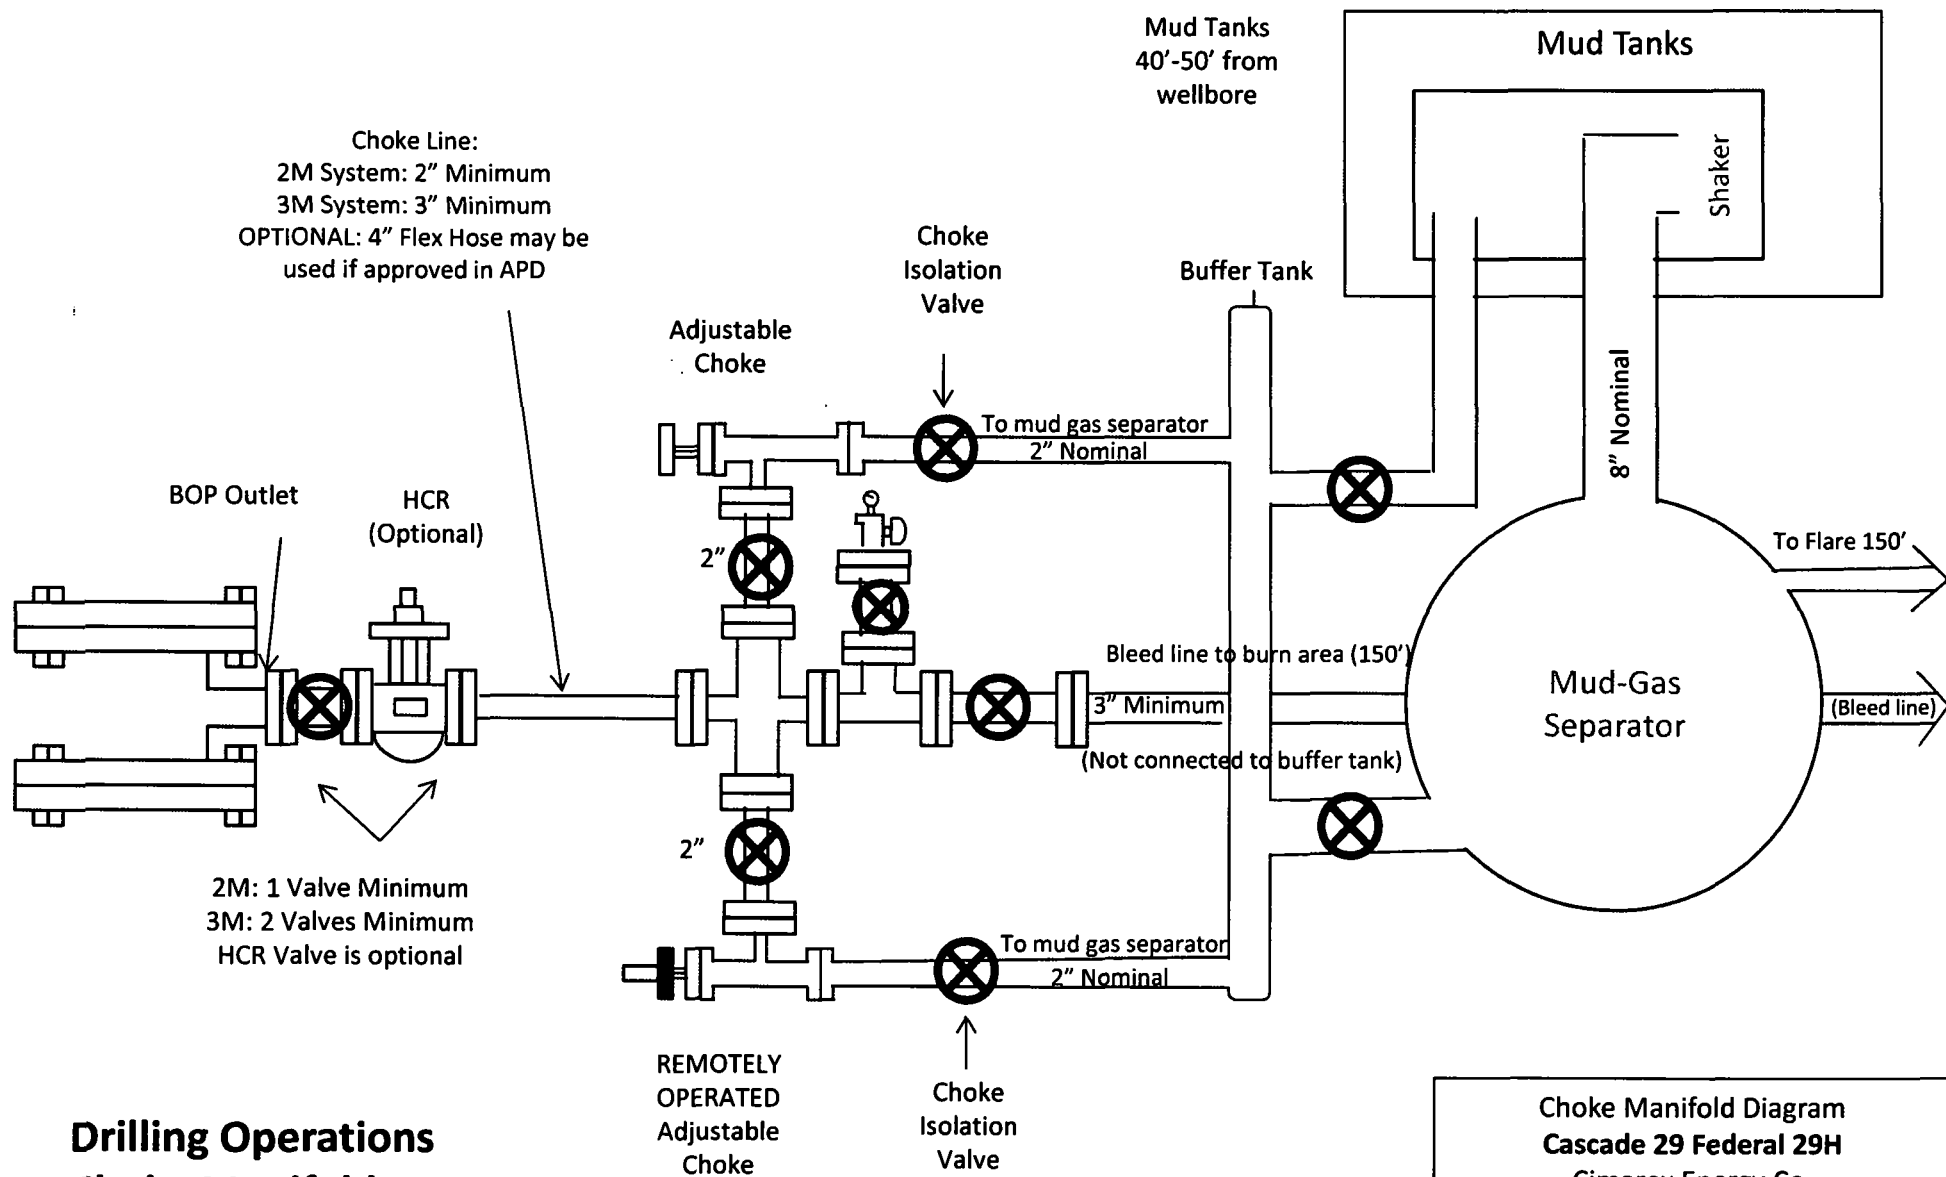 Mud Tanks
40'-50' from
wellbore
Mud Tanks
Shaker
Choke Line:
2M System: 2" Minimum
3M System: 3" Minimum
OPTIONAL: 4" Flex Hose may be
used if approved in APD
Choke
Isolation
Valve
Buffer Tank
Adjustable
Choke
8" Nominal
To mud gas separator
2" Nominal
BOP Outlet
HCR
(Optional)
2"
To Flare 150'
Bleed line to burn area (150')
3" Minimum
(Not connected to buffer tank)
Mud-Gas
Separator
(Bleed line)
2"
2M: 1 Valve Minimum
3M: 2 Valves Minimum
HCR Valve is optional
To mud gas separator
2" Nominal
REMOTELY
OPERATED
Adjustable
Choke
Choke
Isolation
Valve
Drilling Operations
Choke Manifold Diagram
Cascade 29 Federal 29H
Cimarex Energy Co.